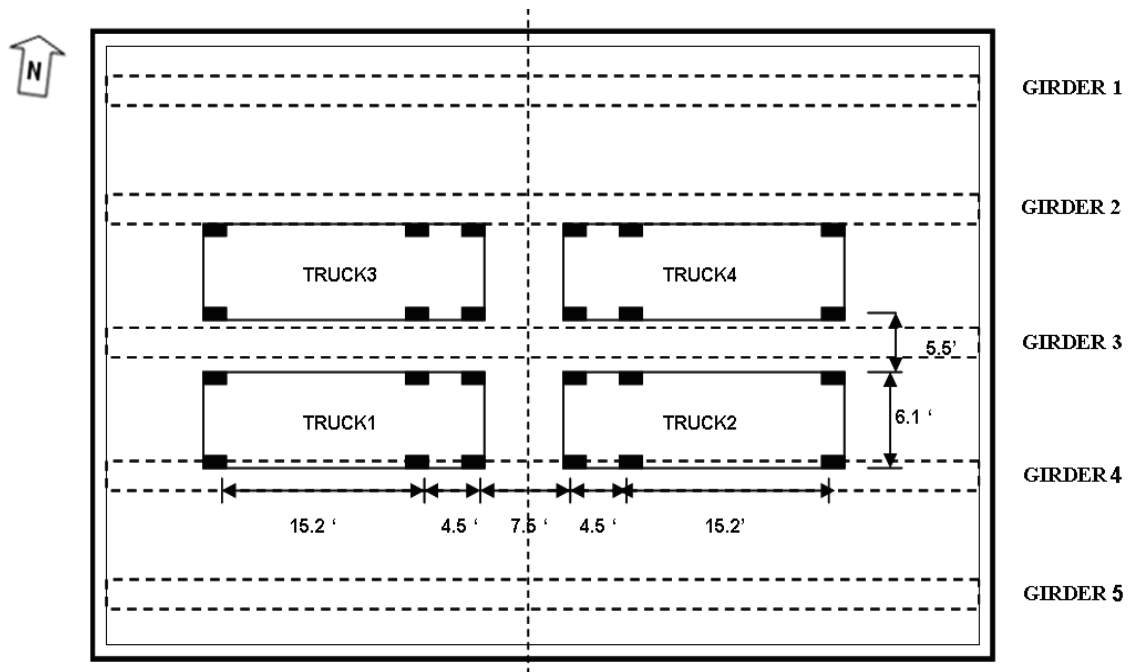 N
GIRDER 1
GIRDER 2
TRUCK3
TRUCK4
GIRDER 3
5.5’
TRUCK1
TRUCK2
6.1 ‘
GIRDER 4
15.2 ‘ 4.5 ‘ 7.5 ‘ 4.5 ‘ 15.2’
GIRDER 5